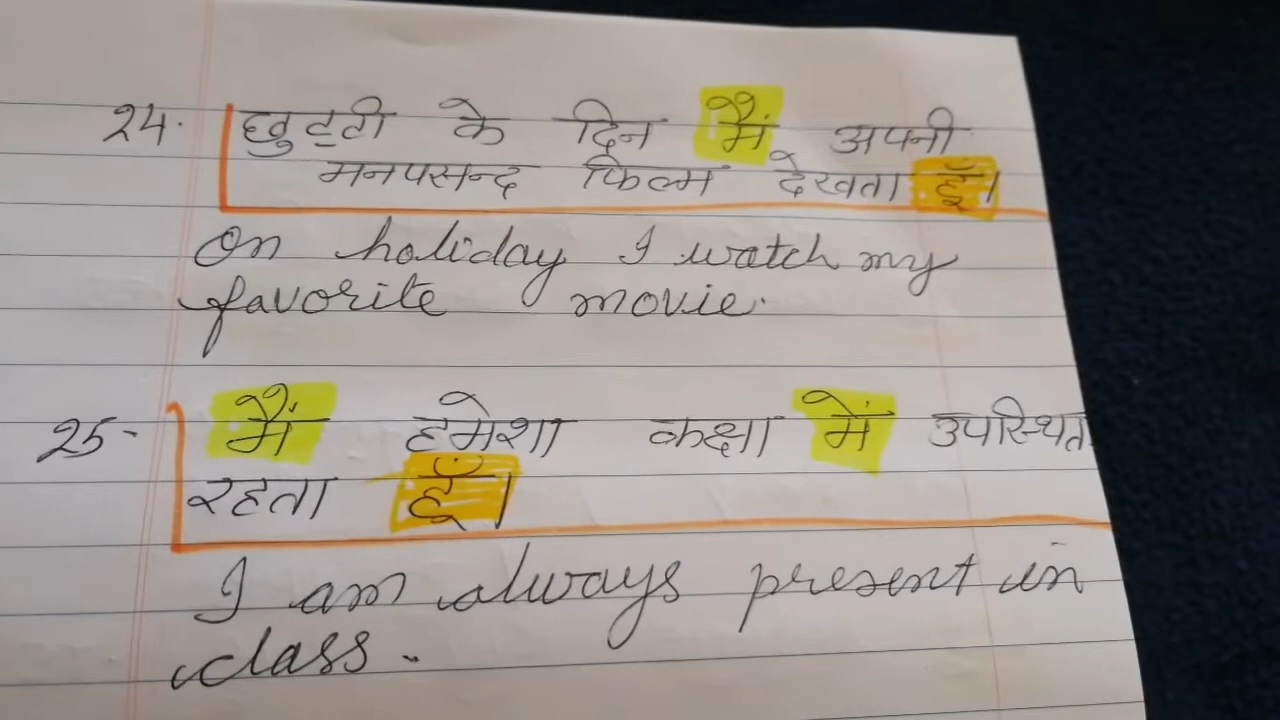 24. छुट्टी के दिन मैं अपनी
मनपसन्द फिल्म देखता हूँ।
On holiday I watch my
favorite movie.
25- मैं हमेशा कक्षा में उपस्थित
रहता हूँ।
I am always present in
class.